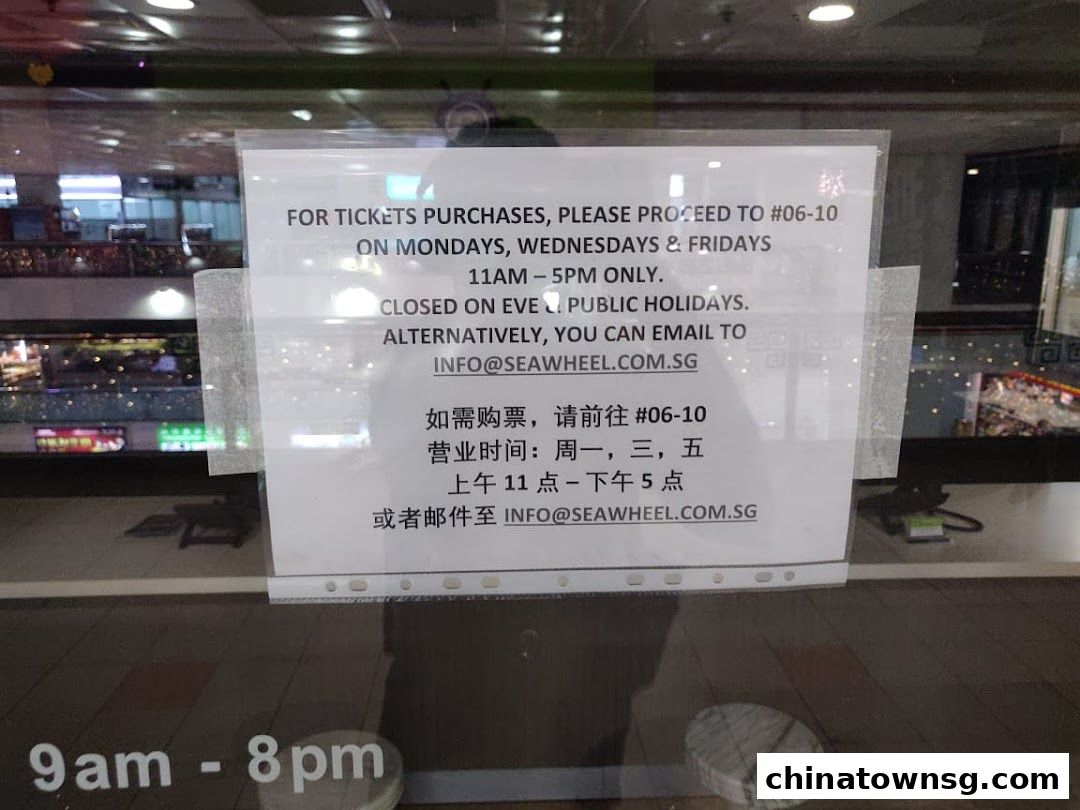 FOR TICKETS PURCHASES, PLEASE PROCEED TO #06-10
ON MONDAYS, WEDNESDAYS & FRIDAYS
11AM – 5PM ONLY.
CLOSED ON EVE & PUBLIC HOLIDAYS.
ALTERNATIVELY, YOU CAN EMAIL TO
INFO@SEAWHEEL.COM.SG
如需购票，请前往 #06-10
营业时间：周一，三，五
上午 11 点 – 下午 5 点
或者邮件至 INFO@SEAWHEEL.COM.SG
9am - 8pm
chinatownsg.com